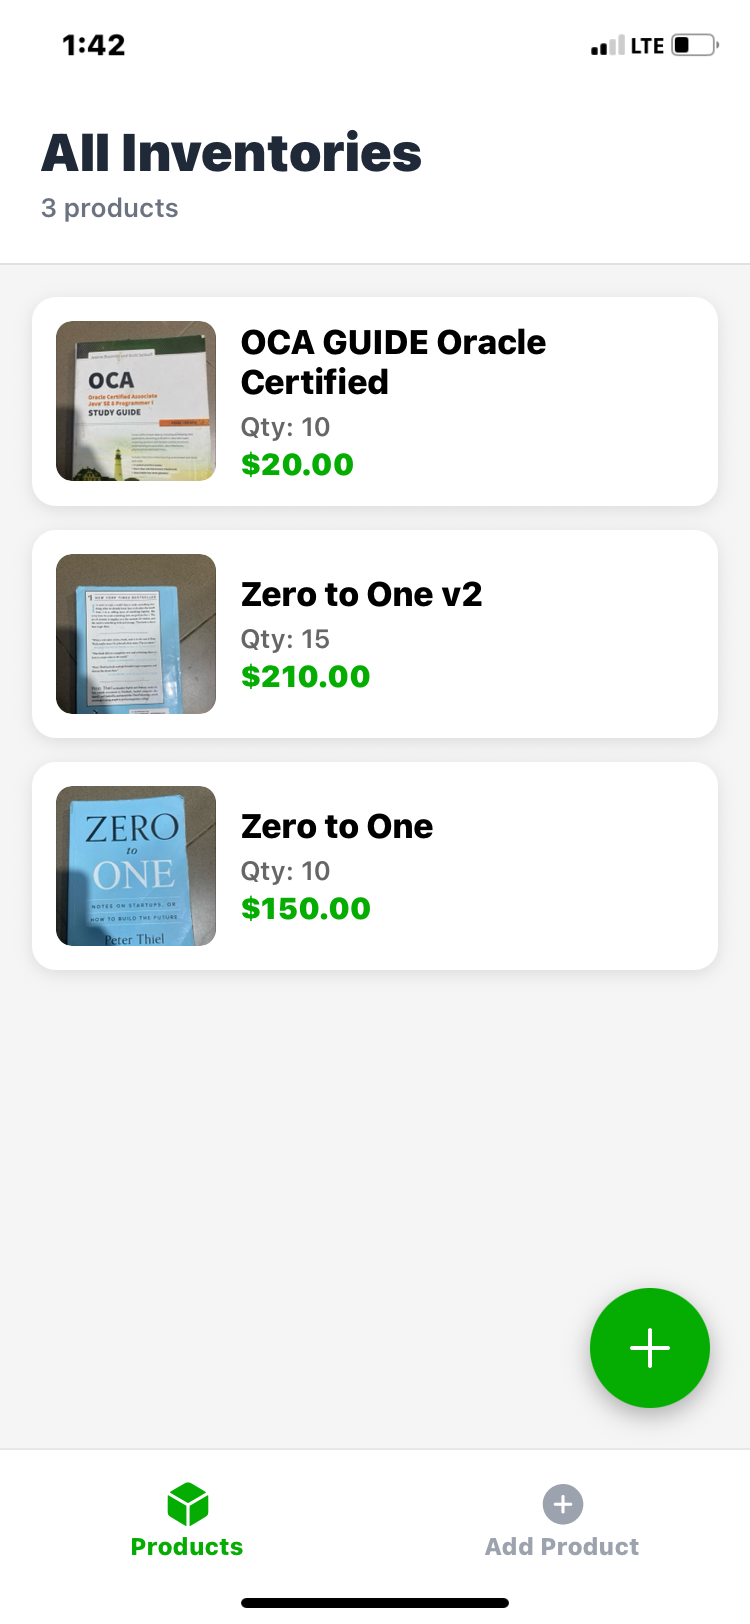 1:42
LTE
All Inventories
3 products
OCA
Oracle Certified Associate
Java SE 8 Programmer I
STUDY GUIDE
OCA GUIDE Oracle
Certified
Qty: 10
$20.00
Zero to One v2
Qty: 15
$210.00
ZERO
to
ONE
NOTES ON STARTUPS, OR
HOW TO BUILD THE FUTURE
Peter Thiel
Zero to One
Qty: 10
$150.00
Products
Add Product